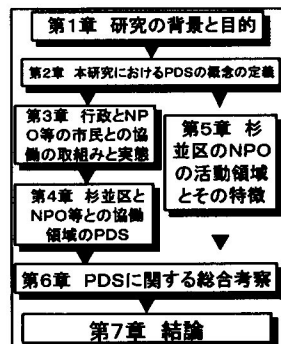 第1章 研究の背景と目的
第2章 本研究におけるPDSの概念の定義
第3章 行政とNP
O等の市民との協
働の取組みと実態
第4章 杉並区と
NPO等との協働
領域のPDS
第5章 杉
並区のNPO
の活動領域
とその特徴
第6章 PDSに関する総合考察
第7章 結論